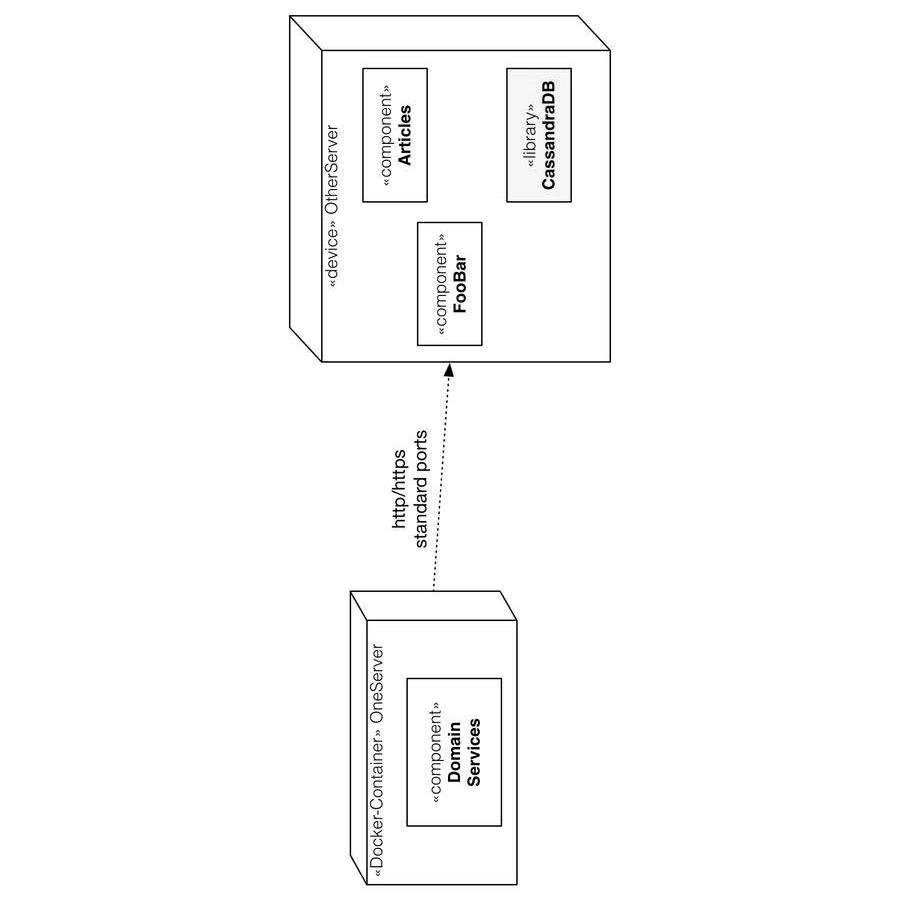 «Docker-Container» OneServer
«component»
Domain
Services
http/https
standard ports
«device» OtherServer
«component»
Articles
«component»
FooBar
«library»
CassandraDB